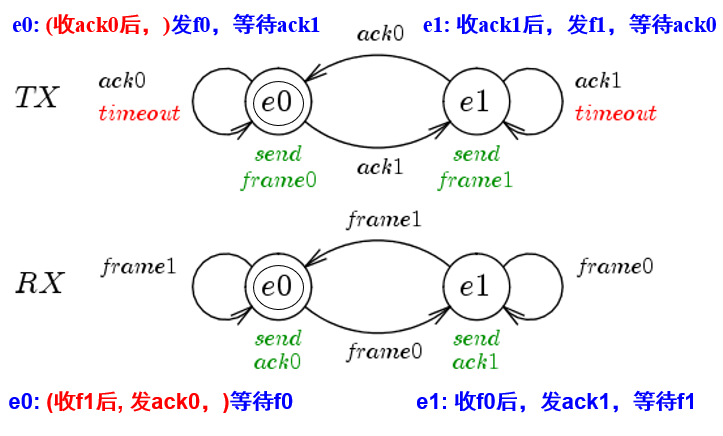 e0: (收ack0后，)发f0，等待ack1
e1: 收ack1后，发f1，等待ack0
ack0
TX
ack0
timeout
e0
e1
ack1
timeout
send
frame0
ack1
send
frame1
frame1
RX
frame1
e0
e1
frame0
send
ack0
frame0
send
ack1
e0: (收f1后, 发ack0，)等待f0
e1: 收f0后，发ack1，等待f1